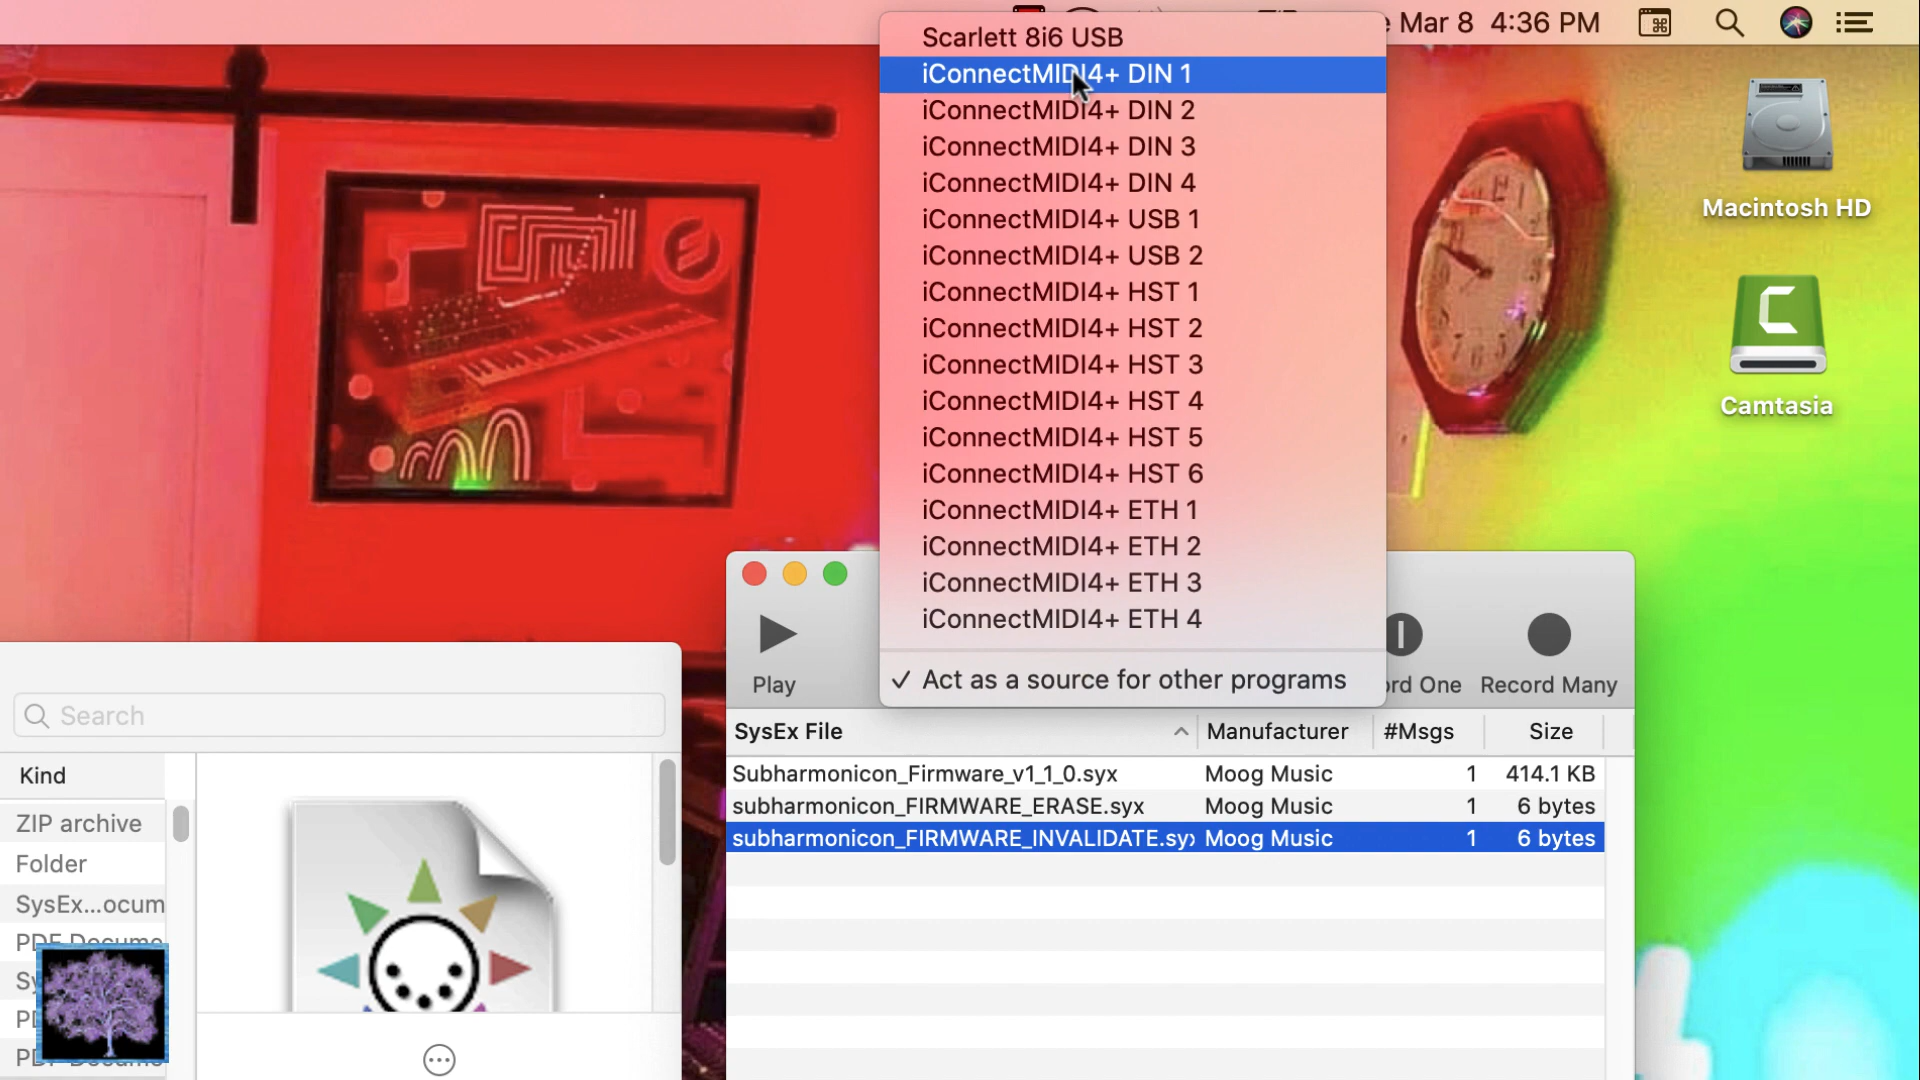 Mar 8 4:36 PM
Scarlett 8i6 USB
iConnectMIDI4+ DIN 1
iConnectMIDI4+ DIN 2
iConnectMIDI4+ DIN 3
iConnectMIDI4+ DIN 4
iConnectMIDI4+ USB 1
iConnectMIDI4+ USB 2
iConnectMIDI4+ HST 1
iConnectMIDI4+ HST 2
iConnectMIDI4+ HST 3
iConnectMIDI4+ HST 4
iConnectMIDI4+ HST 5
iConnectMIDI4+ HST 6
iConnectMIDI4+ ETH 1
iConnectMIDI4+ ETH 2
iConnectMIDI4+ ETH 3
iConnectMIDI4+ ETH 4
✓ Act as a source for other programs
Macintosh HD
Camtasia
Play
rd One
Record Many
SysEx File Manufacturer #Msgs Size
Subharmonicon_Firmware_v1_1_0.syx Moog Music 1 414.1 KB
subharmonicon_FIRMWARE_ERASE.syx Moog Music 1 6 bytes
subharmonicon_FIRMWARE_INVALIDATE.syx Moog Music 1 6 bytes
Search
Kind
ZIP archive
Folder
SysEx...ocum
PDF Docume